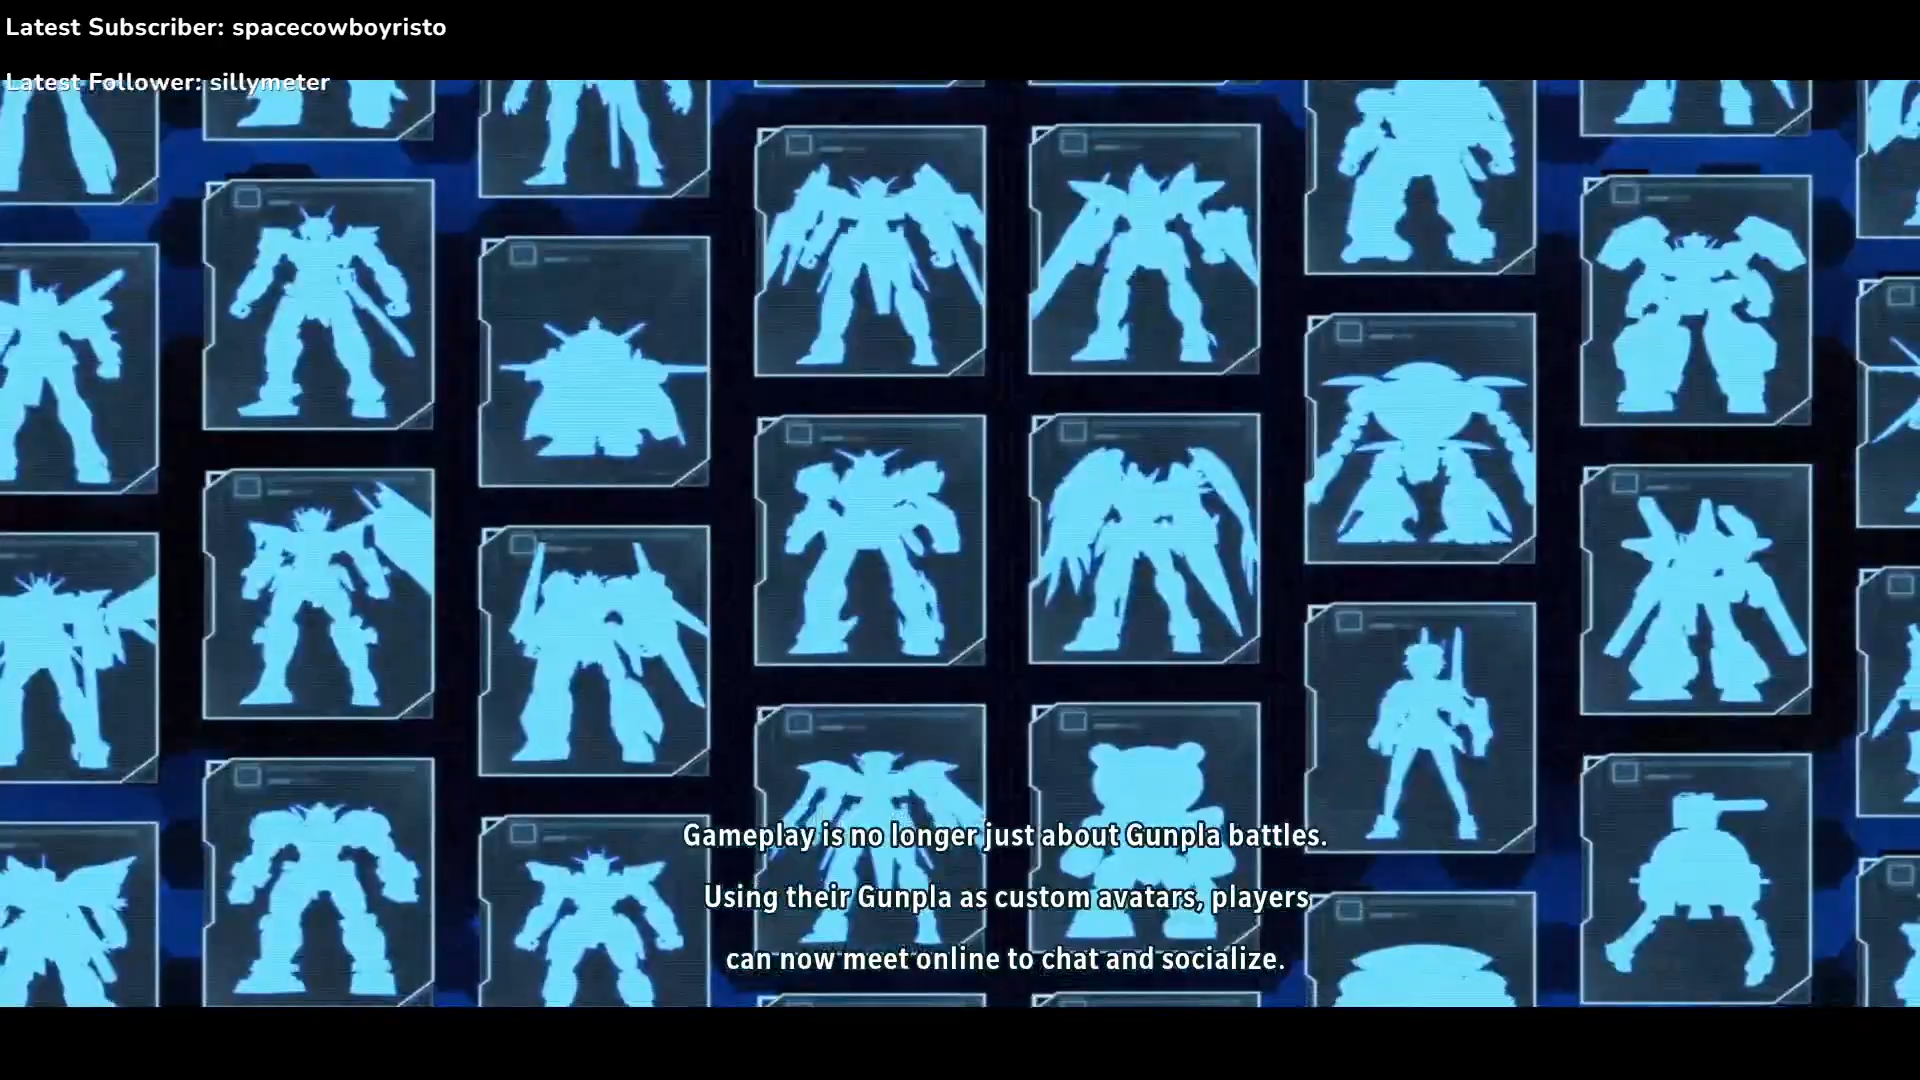 Latest Subscriber: spacecowboyristo
Latest Follower: sillymeter
Gameplay is no longer just about Gunpla battles.
Using their Gunpla as custom avatars, players
can now meet online to chat and socialize.